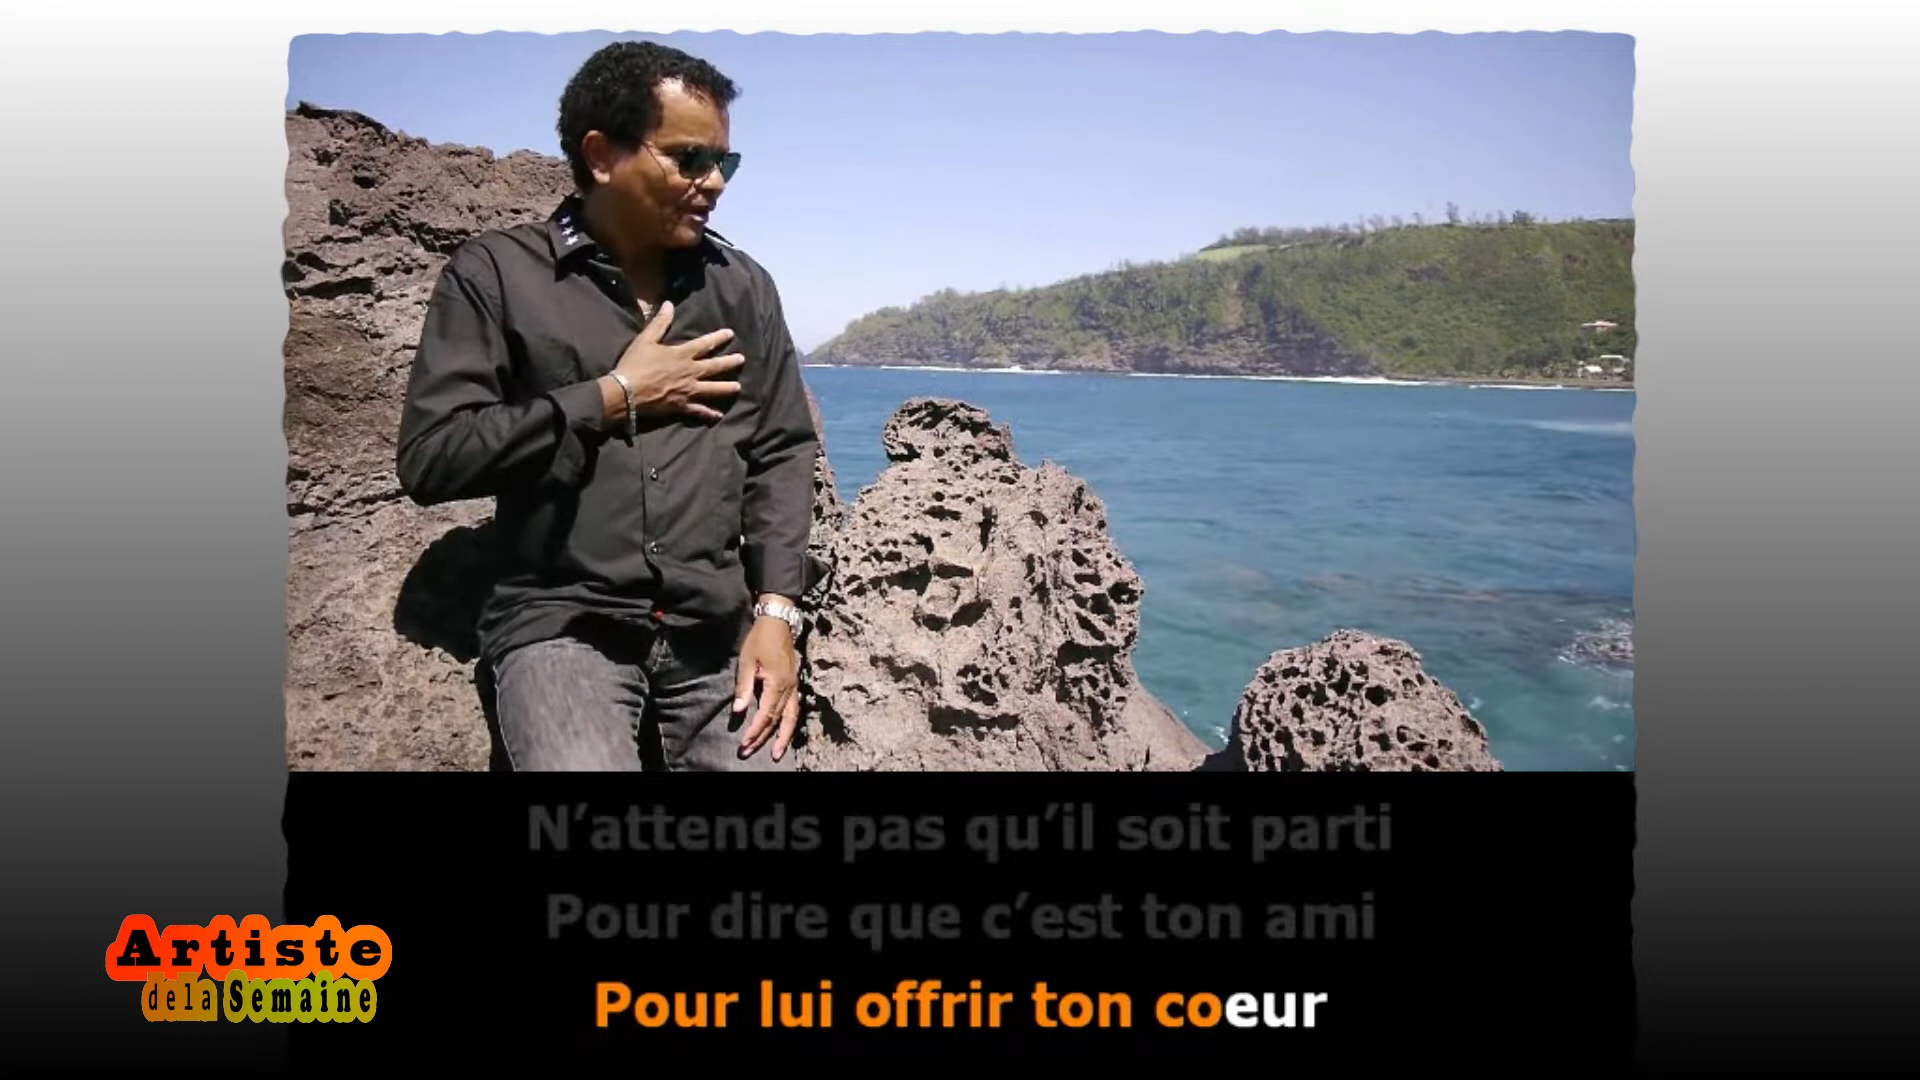 N’attends pas qu’il soit parti
Pour dire que c’est ton ami
Pour lui offrir ton coeur
Artiste
de la Semaine